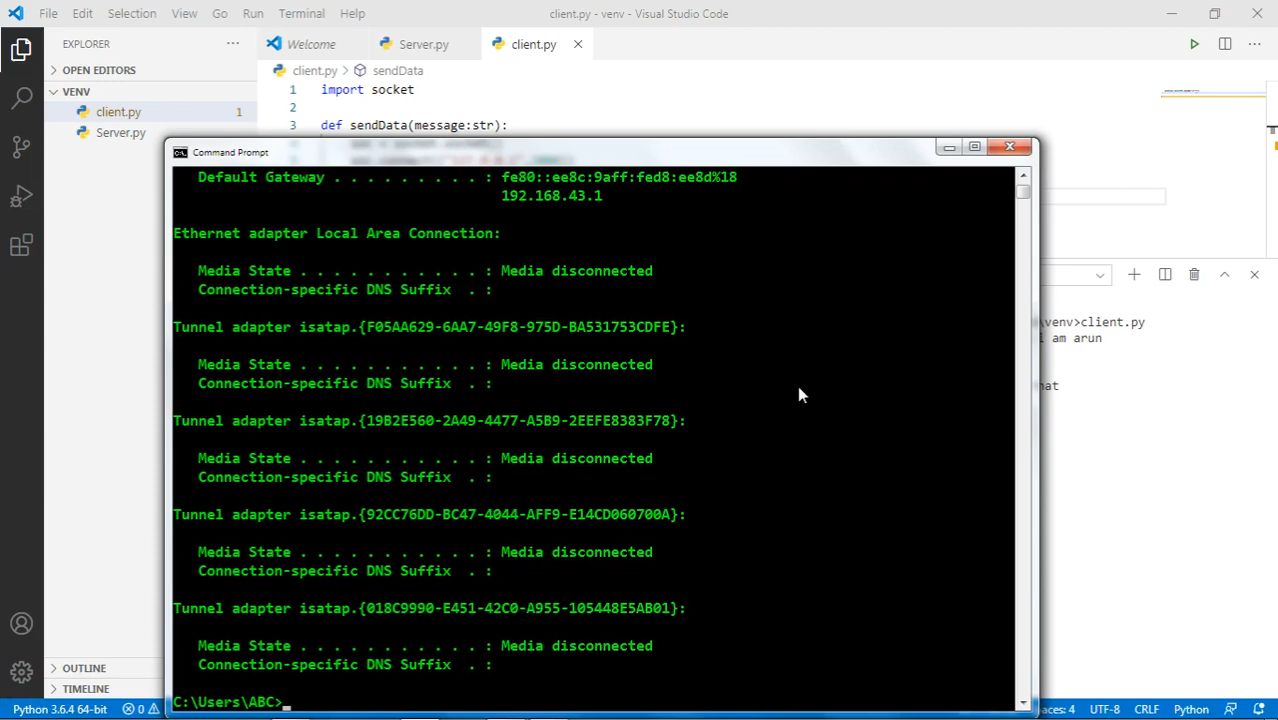 File Edit Selection View Go Run Terminal Help client.py - venv - Visual Studio Code
EXPLORER ··· Welcome Server.py client.py
OPEN EDITORS client.py > sendData
VENV
client.py 1
Server.py
1 import socket
2
3 def sendData(message:str):
Command Prompt
Default Gateway . . . . . . . . . : fe80::ee8c:9aff:fed8:ee8d%18
192.168.43.1
Ethernet adapter Local Area Connection:
Media State . . . . . . . . . . . : Media disconnected
Connection-specific DNS Suffix . :
Tunnel adapter isatap.{F05AA629-6AA7-49F8-975D-BA531753CDFE}:
Media State . . . . . . . . . . . : Media disconnected
Connection-specific DNS Suffix . :
Tunnel adapter isatap.{19B2E560-2A49-4477-A5B9-2EEFE8383F78}:
Media State . . . . . . . . . . . : Media disconnected
Connection-specific DNS Suffix . :
Tunnel adapter isatap.{92CC76DD-BC47-4044-AFF9-E14CD060700A}:
Media State . . . . . . . . . . . : Media disconnected
Connection-specific DNS Suffix . :
Tunnel adapter isatap.{018C9990-E451-42C0-A955-105448E5AB01}:
Media State . . . . . . . . . . . : Media disconnected
Connection-specific DNS Suffix . :
C:\Users\ABC>
\venv>client.py
i am arun
hat
OUTLINE
TIMELINE
Python 3.6.4 64-bit 0 paces: 4 UTF-8 CRLF Python